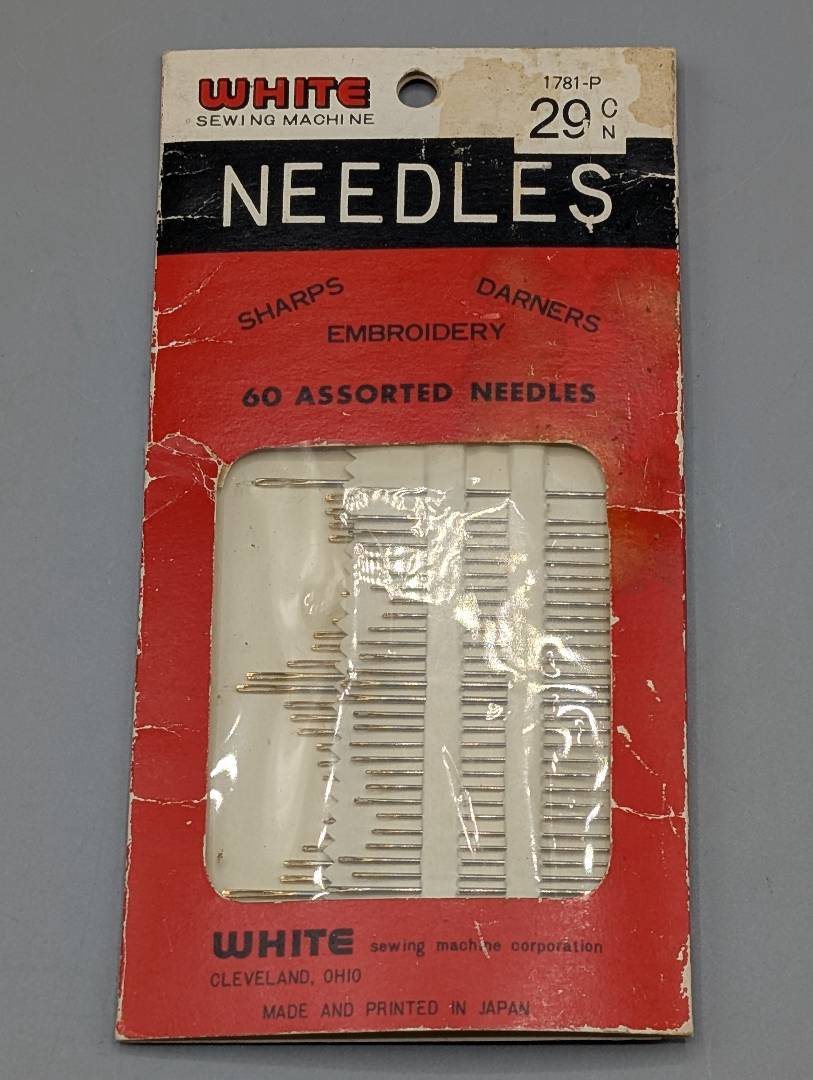 WHITE
SEWING MACHINE
1781-P
29 C
N
NEEDLES
SHARPS
DARNERS
EMBROIDERY
60 ASSORTED NEEDLES
WHITE sewing machine corporation
CLEVELAND, OHIO
MADE AND PRINTED IN JAPAN